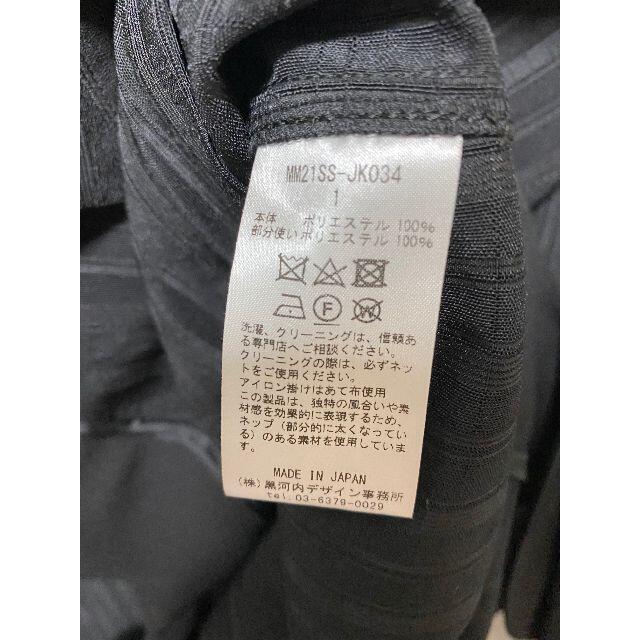 MM21SS-JK034
1
本体 ポリエステル 100%
部分使い ポリエステル 100%
F
W
洗濯、クリーニングは、信頼あ
る専門店へご相談ください。
クリーニングの際は、必ずネッ
トをご使用ください。
アイロン掛けはあて布使用
この製品は、独特の風合いや素
材感を効果的に表現するため、
ネップ（部分的に太くなってい
る）のある素材を使用していま
す。
MADE IN JAPAN
(株)黒河内デザイン事務所
tel.03-6379-0029